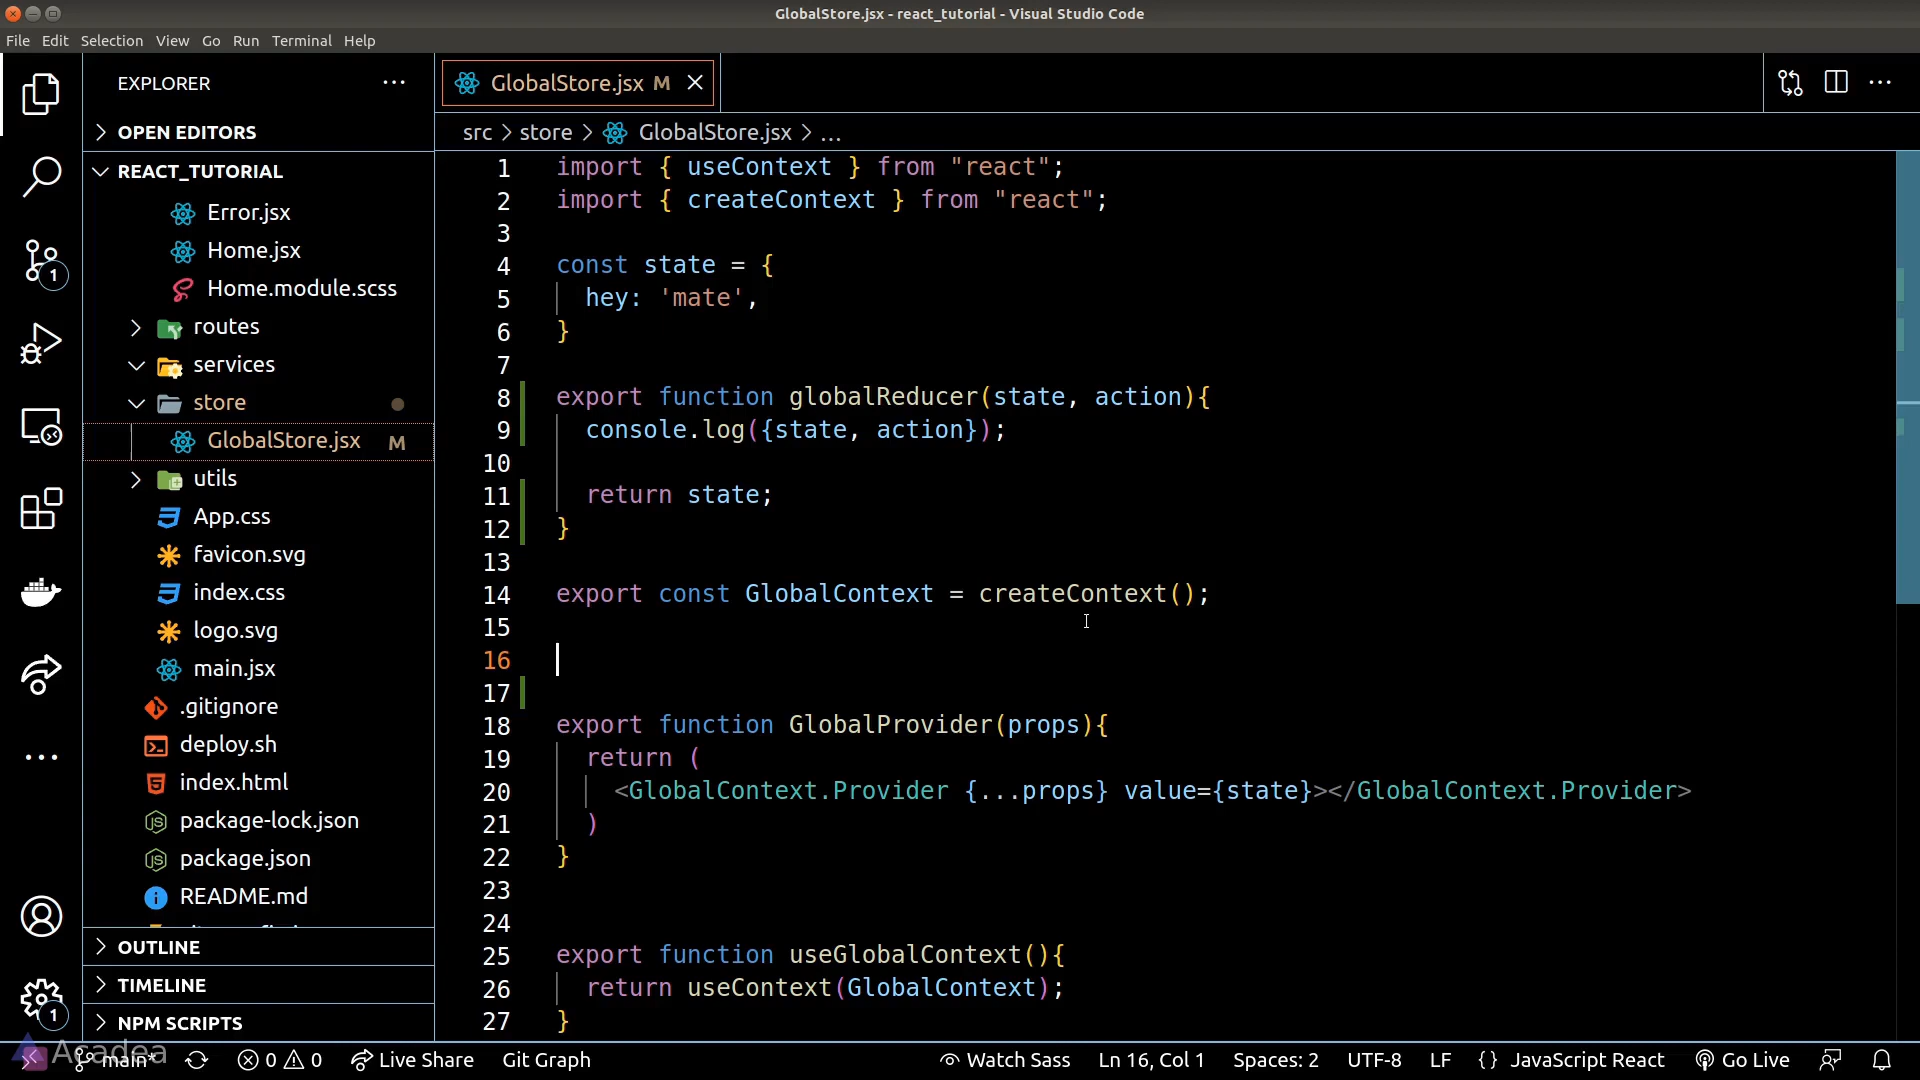 GlobalStore.jsx - react_tutorial - Visual Studio Code
File Edit Selection View Go Run Terminal Help
EXPLORER
OPEN EDITORS
REACT_TUTORIAL
Error.jsx
Home.jsx
Home.module.scss
routes
services
store
GlobalStore.jsx M
utils
App.css
favicon.svg
index.css
logo.svg
main.jsx
.gitignore
deploy.sh
index.html
package-lock.json
package.json
README.md
OUTLINE
TIMELINE
NPM SCRIPTS
1
1
GlobalStore.jsx M
src > store > GlobalStore.jsx > ...
1 import { useContext } from "react";
2 import { createContext } from "react";
3
4 const state = {
5 hey: 'mate',
6 }
7
8 export function globalReducer(state, action){
9 console.log({state, action});
10
11 return state;
12 }
13
14 export const GlobalContext = createContext();
15
16
17
18 export function GlobalProvider(props){
19 return (
20 <GlobalContext.Provider {...props} value={state}></GlobalContext.Provider>
21 )
22 }
23
24
25 export function useGlobalContext(){
26 return useContext(GlobalContext);
27 }
Acadea
main* 0 0 Live Share Git Graph Watch Sass Ln 16, Col 1 Spaces: 2 UTF-8 LF {} JavaScript React Go Live